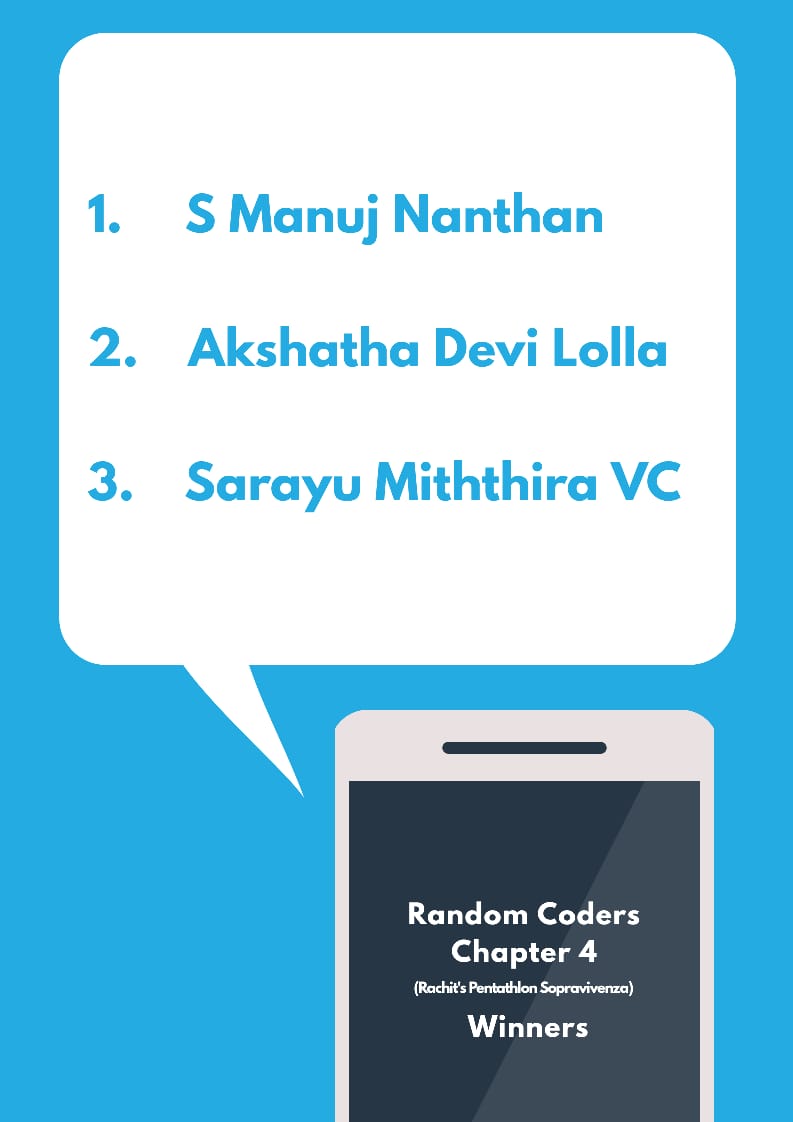 1. S Manuj Nanthan
2. Akshatha Devi Lolla
3. Sarayu Miththira VC
Random Coders
Chapter 4
(Rachit's Pentathlon Sopravivenza)
Winners